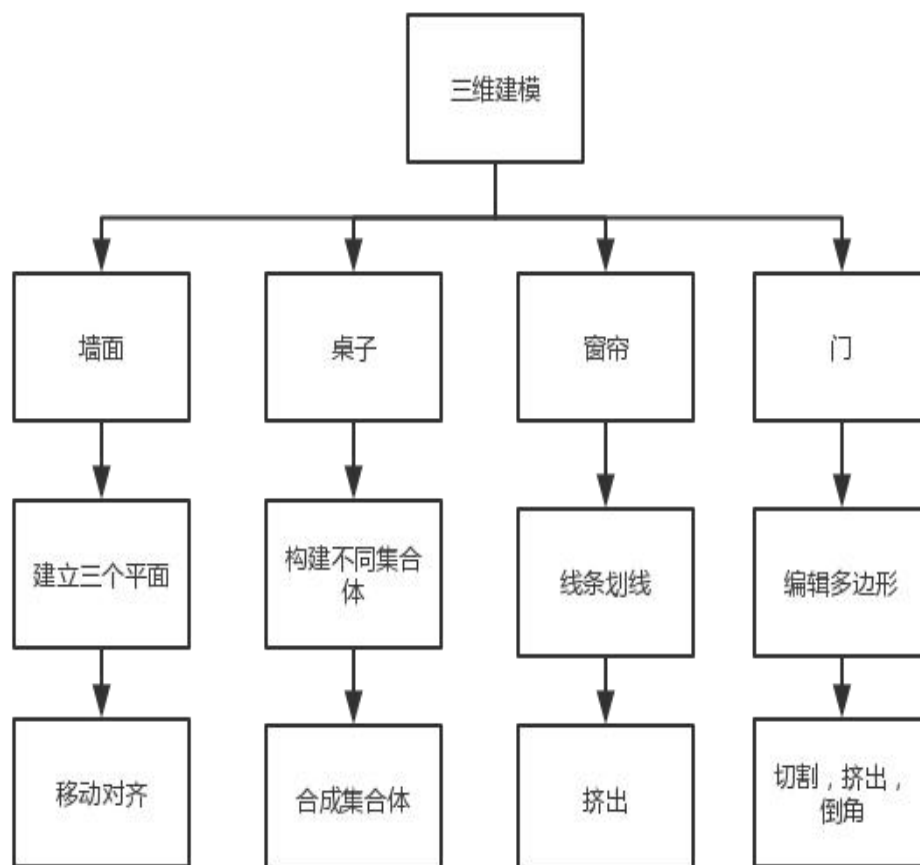 三维建模
墙面
桌子
窗帘
门
建立三个平面
构建不同集合
体
线条划线
编辑多边形
移动对齐
合成集合体
挤出
切割，挤出，
倒角